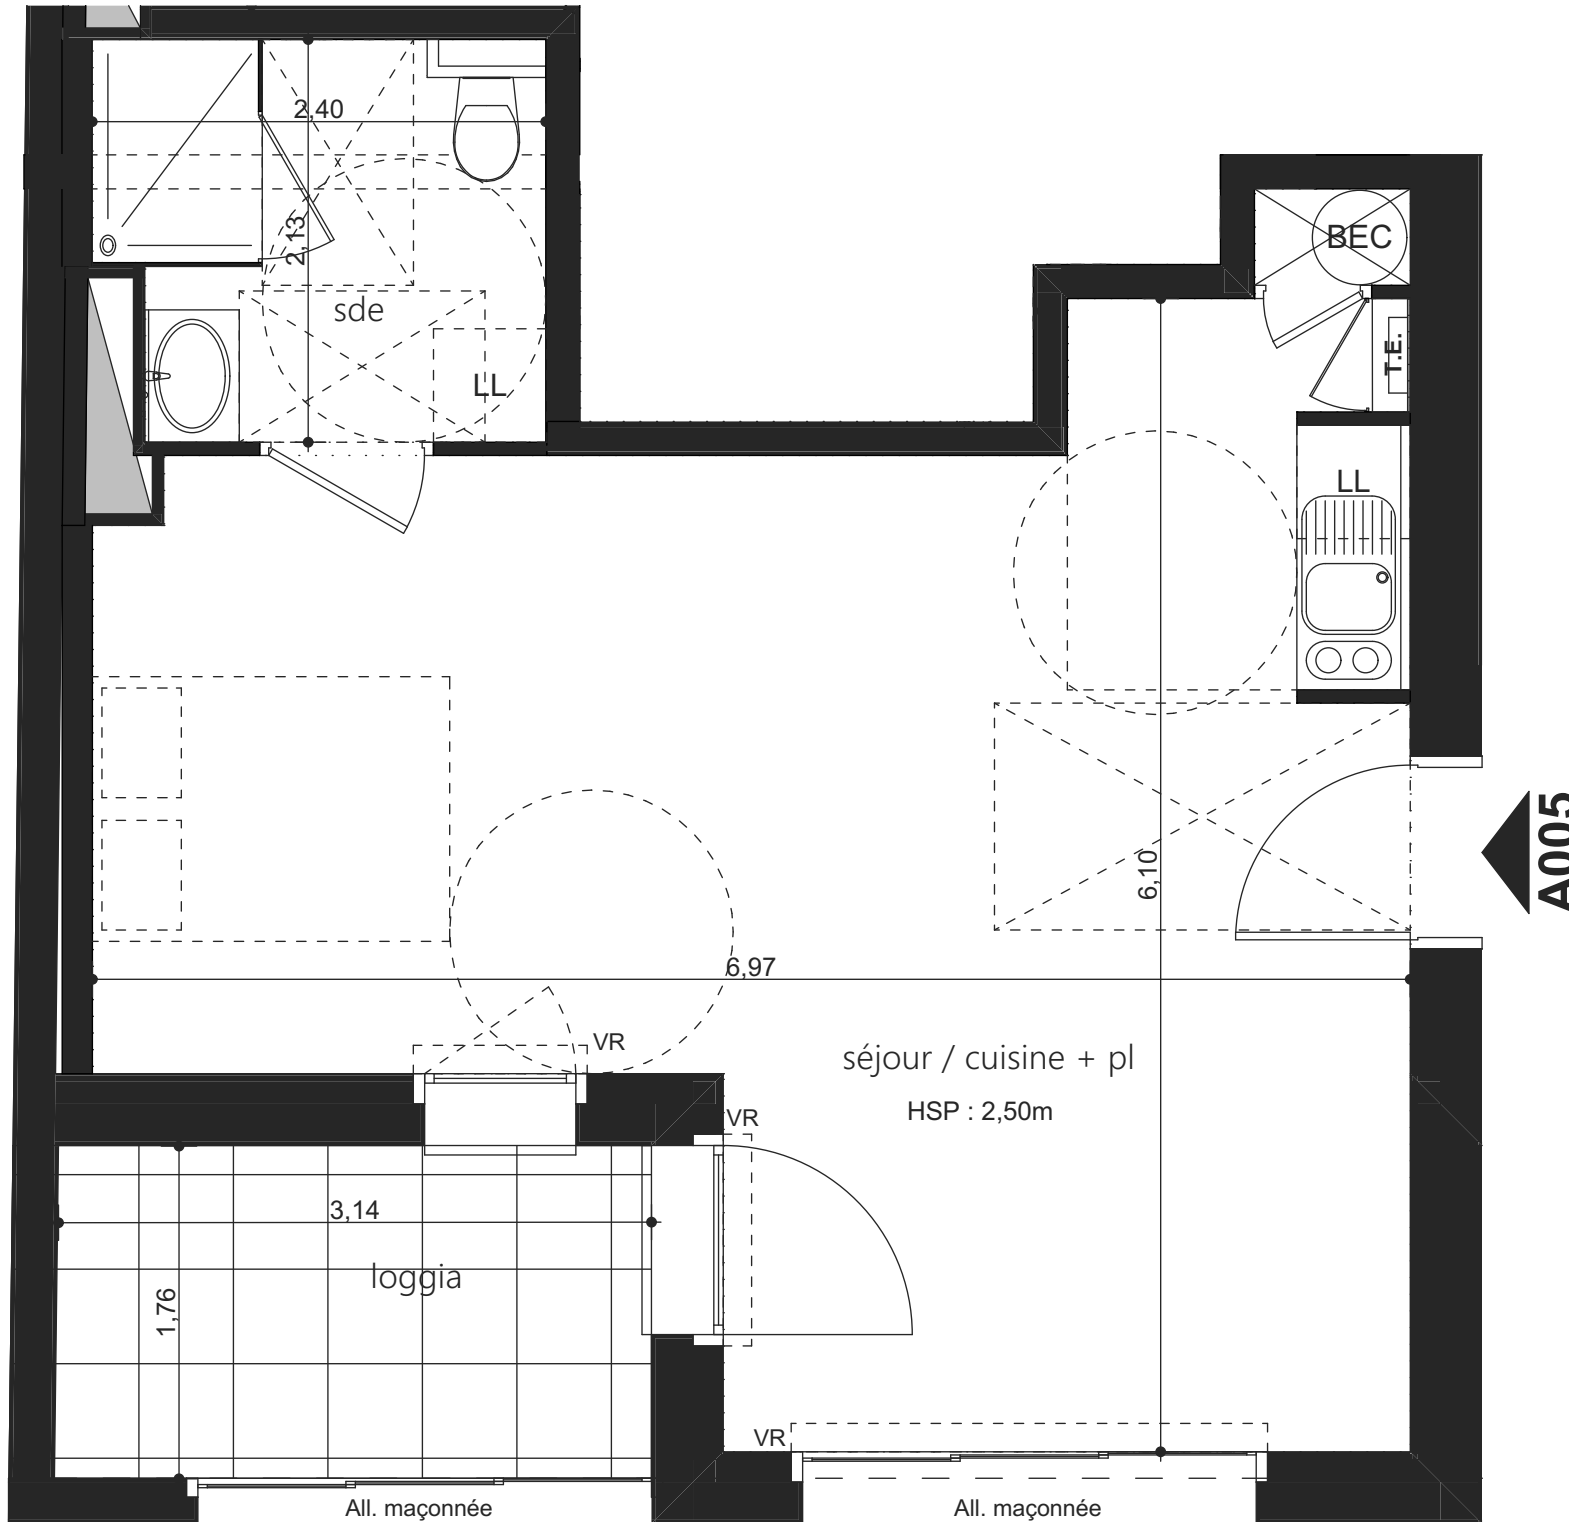 2,40
BEC
2,13
sde
T.E.
LL
LL
A005
6,10
6,97
VR
séjour / cuisine + pl
HSP : 2,50m
VR
3,14
loggia
1,76
VR
All. maçonnée
All. maçonnée